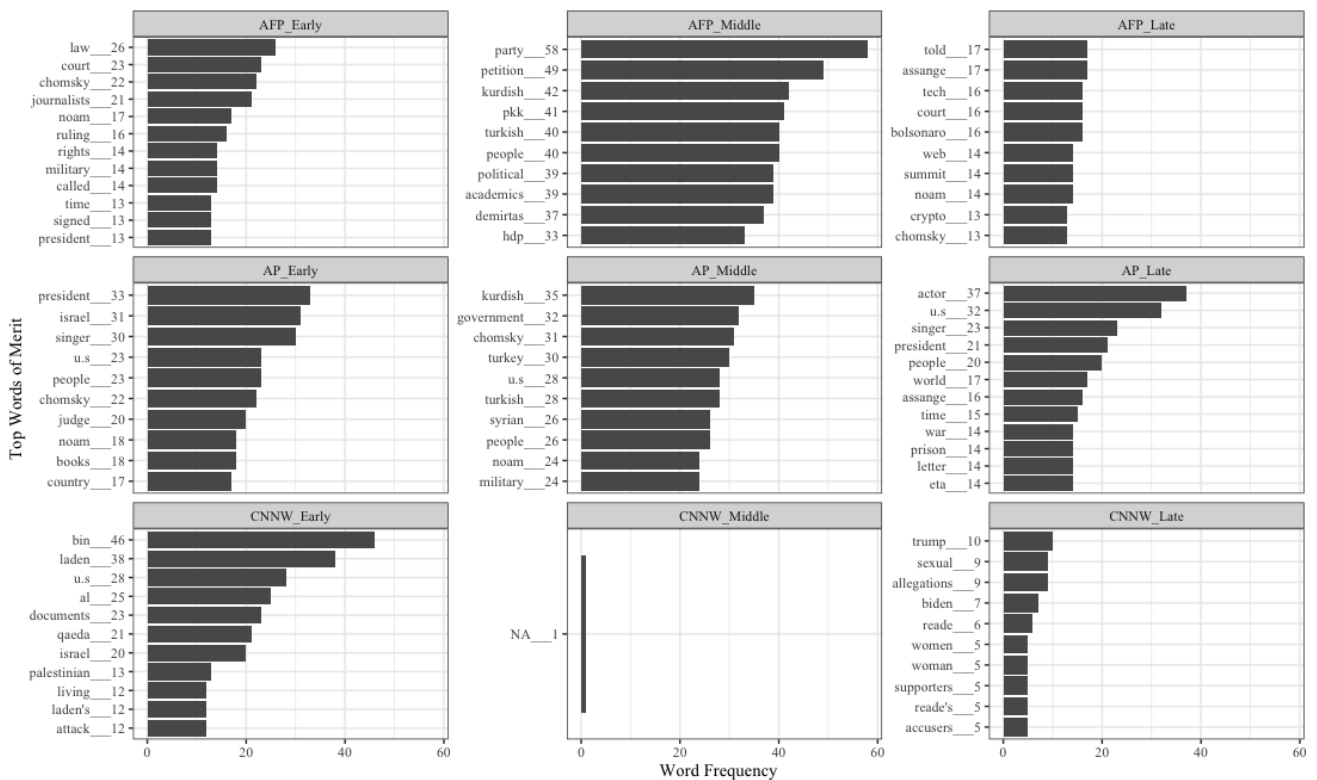 AFP_Early
law___26
court___23
chomsky___22
journalists___21
noam___17
ruling___16
rights___14
military___14
called___14
time___13
signed___13
president___13
AFP_Middle
party___58
petition___49
kurdish___42
pkk___41
turkish___40
people___40
political___39
academics___39
demirtas___37
hdp___33
AFP_Late
told___17
assange___17
tech___16
court___16
bolsonaro___16
web___14
summit___14
noam___14
crypto___13
chomsky___13
Top Words of Merit
AP_Early
president___33
israel___31
singer___30
u.s___23
people___23
chomsky___22
judge___20
noam___18
books___18
country___17
AP_Middle
kurdish___35
government___32
chomsky___31
turkey___30
u.s___28
turkish___28
syrian___26
people___26
noam___24
military___24
AP_Late
actor___37
u.s___32
singer___23
president___21
people___20
world___17
assange___16
time___15
war___14
prison___14
letter___14
eta___14
CNNW_Early
bin___46
laden___38
u.s___28
al___25
documents___23
qaeda___21
israel___20
palestinian___13
living___12
laden's___12
attack___12
CNNW_Middle
NA___1
CNNW_Late
trump___10
sexual___9
allegations___9
biden___7
reade___6
women___5
woman___5
supporters___5
reade's___5
accusers___5
0 20 40 60
0 20 40 60
0 20 40 60
Word Frequency